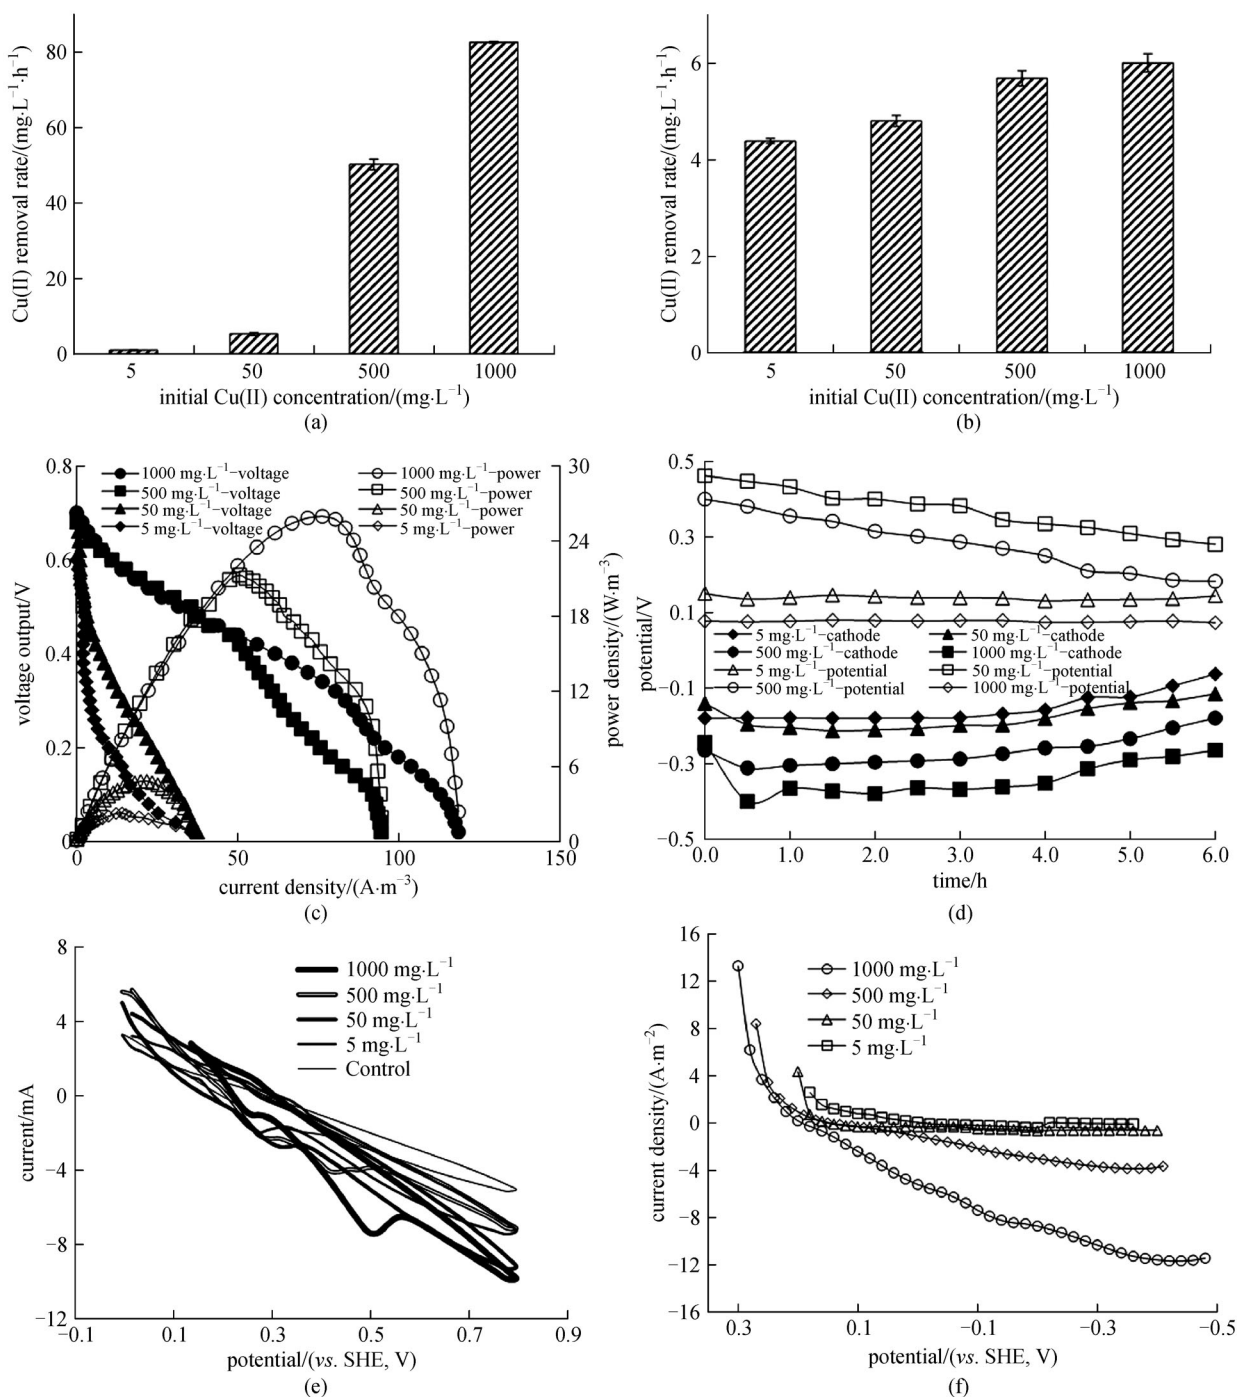 Cu(II) removal rate/(mg·L⁻¹·h⁻¹)
80
60
40
20
0
5 50 500 1000
initial Cu(II) concentration/(mg·L⁻¹)
(a)
Cu(II) removal rate/(mg·L⁻¹·h⁻¹)
6
4
2
0
5 50 500 1000
initial Cu(II) concentration/(mg·L⁻¹)
(b)
voltage output/V
0.8
0.6
0.4
0.2
0
1000 mg·L⁻¹−voltage
500 mg·L⁻¹−voltage
50 mg·L⁻¹−voltage
5 mg·L⁻¹−voltage
1000 mg·L⁻¹−power
500 mg·L⁻¹−power
50 mg·L⁻¹−power
5 mg·L⁻¹−power
30
24
18
12
6
0
power density/(W·m⁻³)
0 50 100 150
current density/(A·m⁻³)
(c)
potential/V
0.5
0.3
0.1
−0.1
−0.3
−0.5
5 mg·L⁻¹−cathode
500 mg·L⁻¹−cathode
5 mg·L⁻¹−potential
500 mg·L⁻¹−potential
50 mg·L⁻¹−cathode
1000 mg·L⁻¹−cathode
50 mg·L⁻¹−potential
1000 mg·L⁻¹−potential
0.0 1.0 2.0 3.0 4.0 5.0 6.0
time/h
(d)
current/mA
8
4
0
−4
−8
−12
1000 mg·L⁻¹
500 mg·L⁻¹
50 mg·L⁻¹
5 mg·L⁻¹
Control
−0.1 0.1 0.3 0.5 0.7 0.9
potential/(vs. SHE, V)
(e)
current density/(A·m⁻²)
16
12
8
4
0
−4
−8
−12
−16
1000 mg·L⁻¹
500 mg·L⁻¹
50 mg·L⁻¹
5 mg·L⁻¹
0.3 0.1 −0.1 −0.3 −0.5
potential/(vs. SHE, V)
(f)